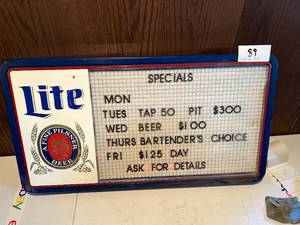 89
SPECIALS
MON
TUES TAP 50 PIT $300
WED BEER $100
THURS BARTENDER'S CHOICE
FRI $125 DAY
ASK FOR DETAILS
Lite
A FINE PILSNER
BEER